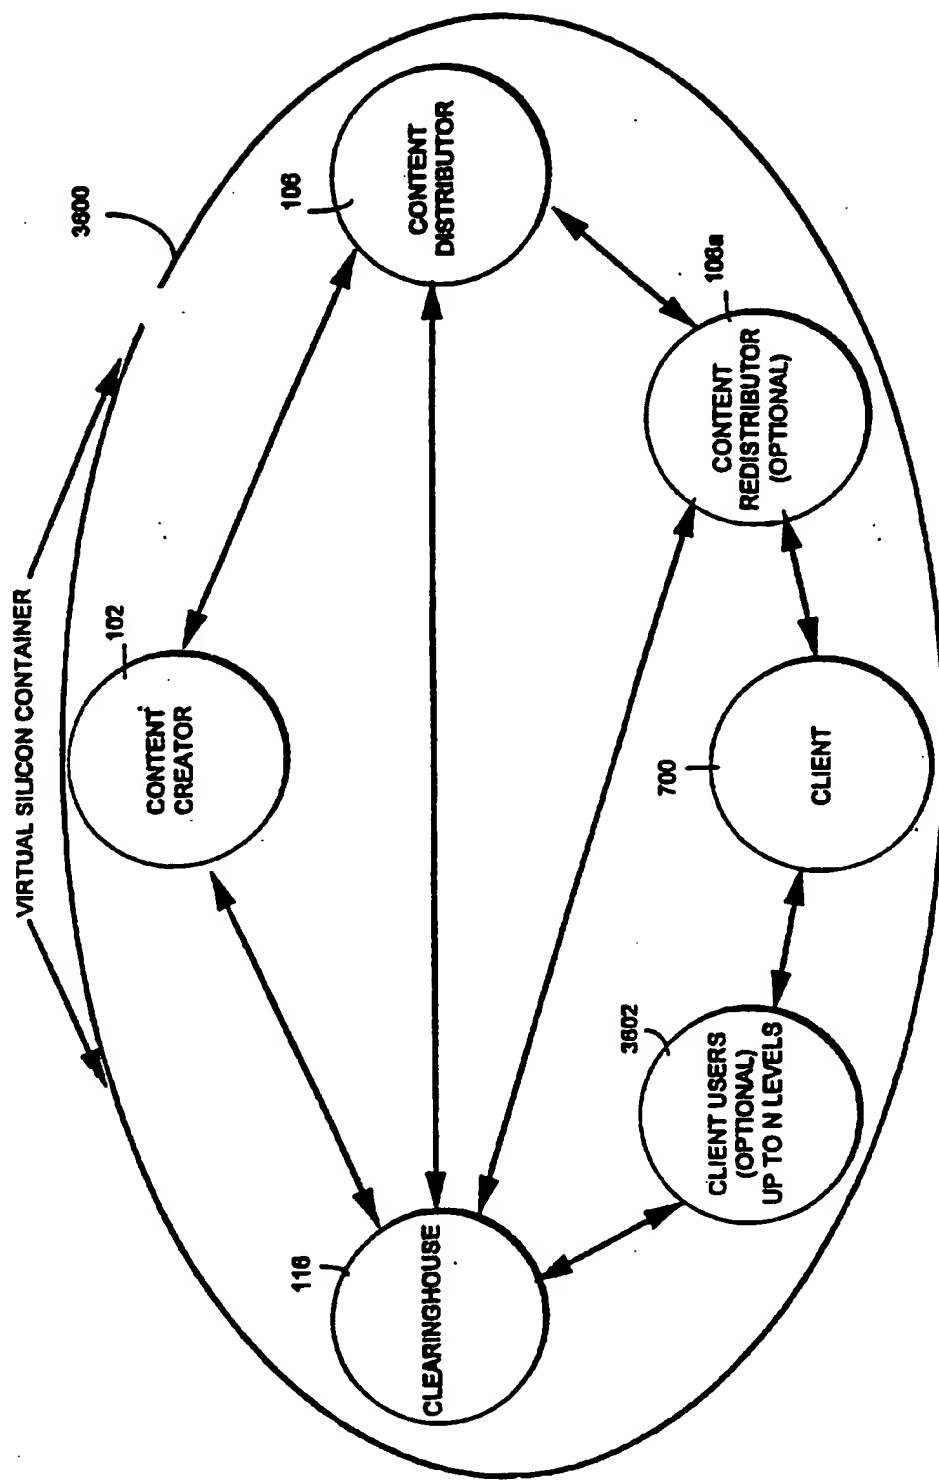 VIRTUAL SILICON CONTAINER
3600
102
CONTENT
CREATOR
106
CONTENT
DISTRIBUTOR
116
CLEARINGHOUSE
106a
CONTENT
REDISTRIBUTOR
(OPTIONAL)
3602
CLIENT USERS
(OPTIONAL)
UP TO N LEVELS
700
CLIENT